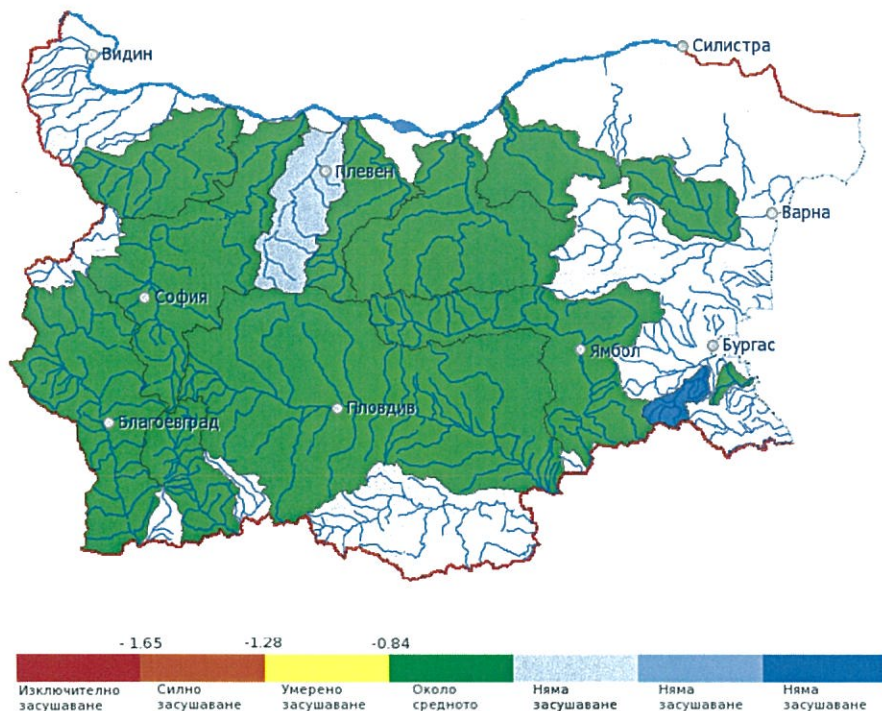 Видин
Силистра
Плевен
Варна
София
Ямбол
Бургас
Благоевград
Пловдив
- 1.65 -1.28 -0.84
Изключително засушаване
Силно засушаване
Умерено засушаване
Около средното
Няма засушаване
Няма засушаване
Няма засушаване